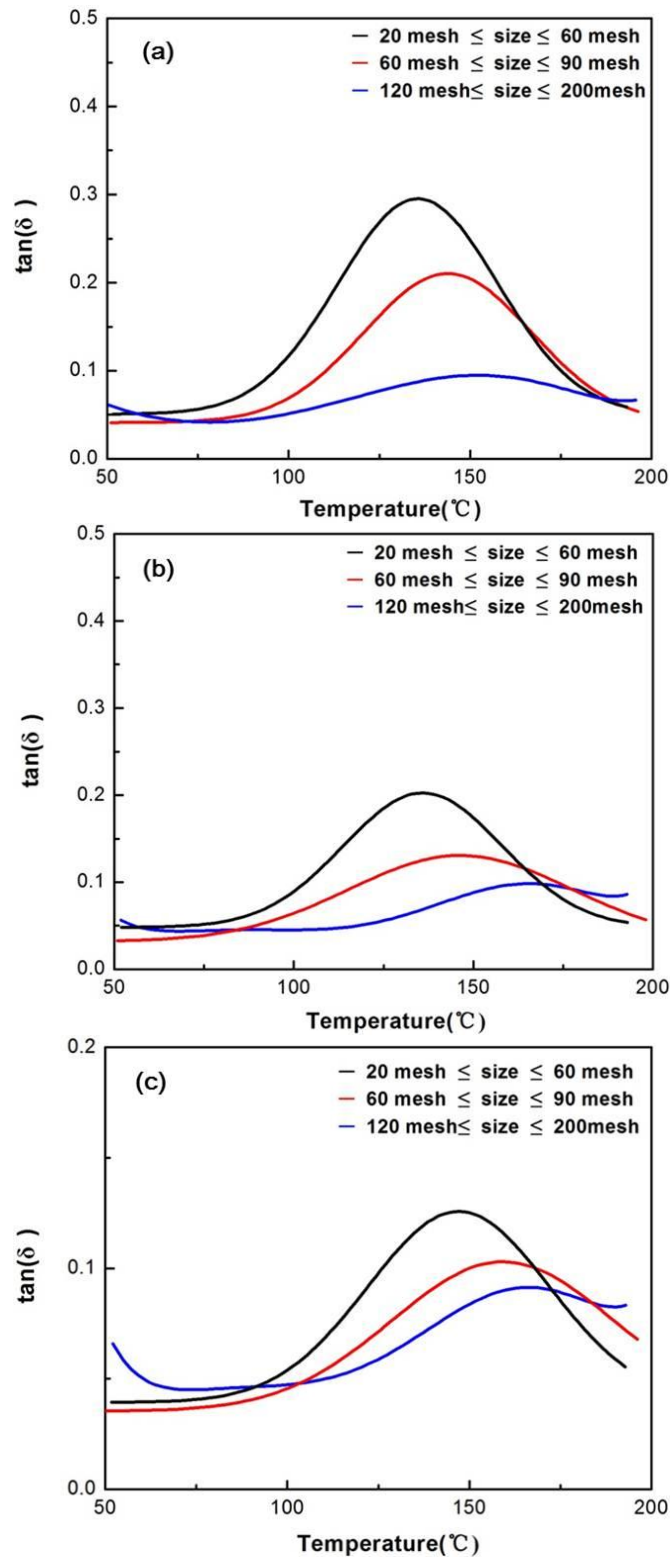 (a)
20 mesh ≤ size ≤ 60 mesh
60 mesh ≤ size ≤ 90 mesh
120 mesh≤ size ≤ 200mesh
0.5
0.4
0.3
0.2
0.1
0.0
tan(δ )
50 100 150 200
Temperature(℃)
(b)
20 mesh ≤ size ≤ 60 mesh
60 mesh ≤ size ≤ 90 mesh
120 mesh≤ size ≤ 200mesh
0.5
0.4
0.3
0.2
0.1
0.0
tan(δ )
50 100 150 200
Temperature(℃)
(c)
20 mesh ≤ size ≤ 60 mesh
60 mesh ≤ size ≤ 90 mesh
120 mesh≤ size ≤ 200mesh
0.2
0.1
0.0
tan(δ )
50 100 150 200
Temperature(℃)